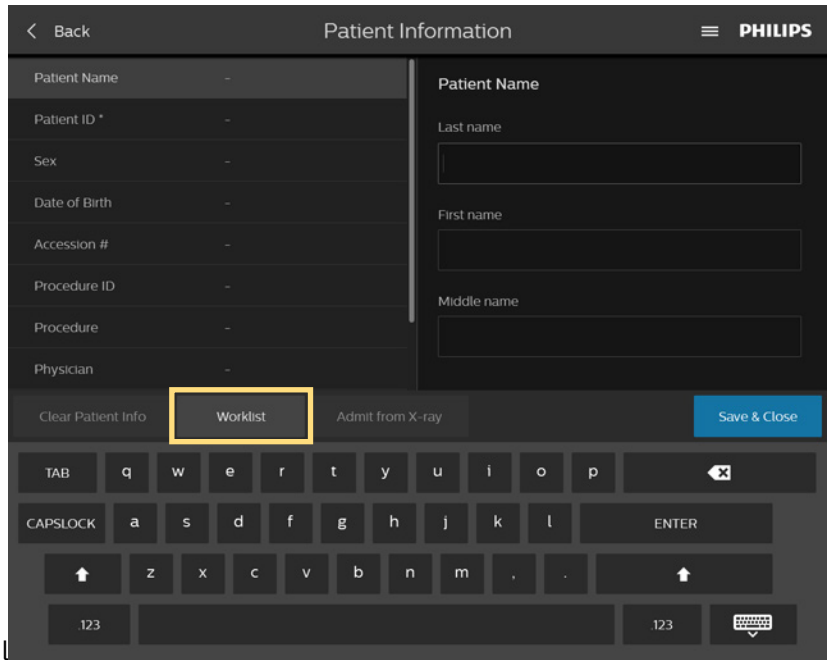 Back
Patient Information
PHILIPS
Patient Name -
Patient ID * -
Sex -
Date of Birth -
Accession # -
Procedure ID -
Procedure -
Physician -
Patient Name
Last name
First name
Middle name
Clear Patient Info Worklist Admit from X-ray Save & Close
TAB q w e r t y u i o p
CAPSLOCK a s d f g h j k l ENTER
z x c v b n m , .
.123 .123